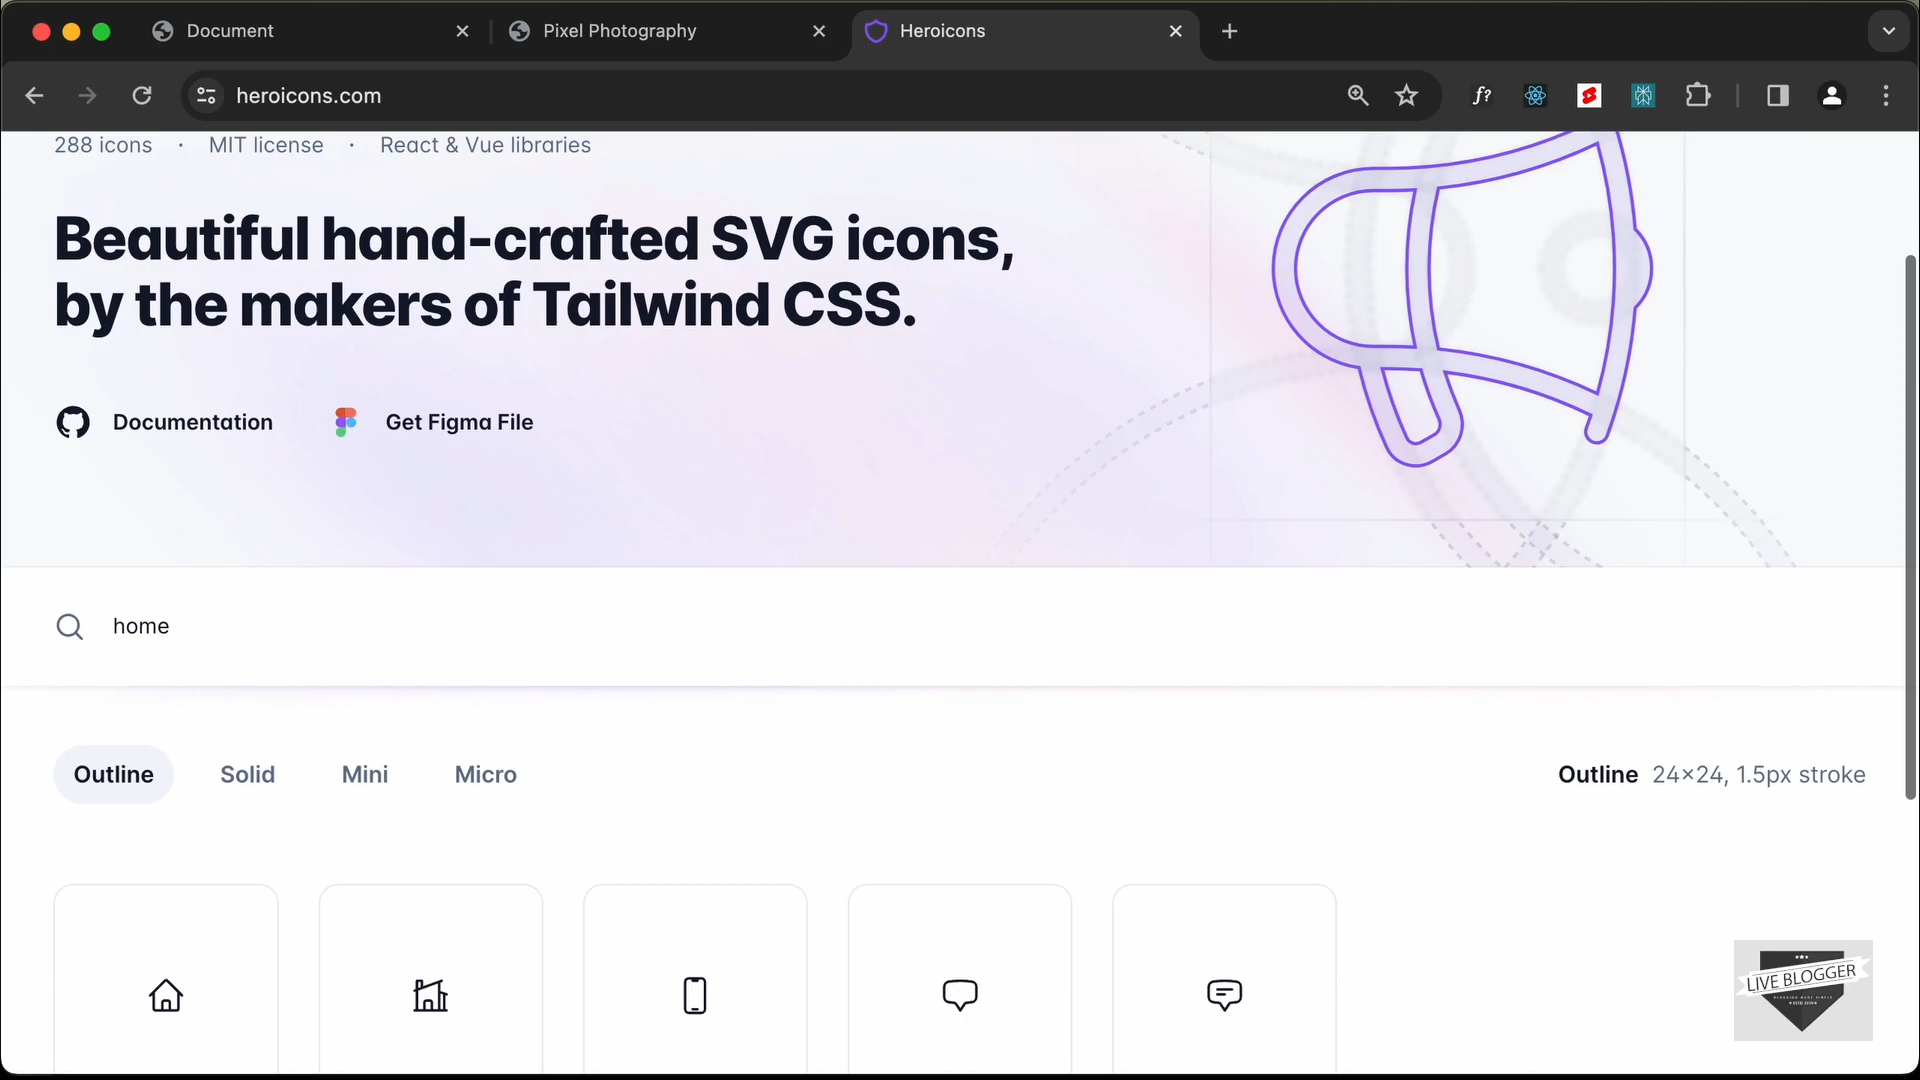 Document
Pixel Photography
Heroicons
heroicons.com
f?
288 icons · MIT license · React & Vue libraries
Beautiful hand-crafted SVG icons,
by the makers of Tailwind CSS.
Documentation
Get Figma File
home
Outline
Solid
Mini
Micro
Outline 24×24, 1.5px stroke
LIVE BLOGGER